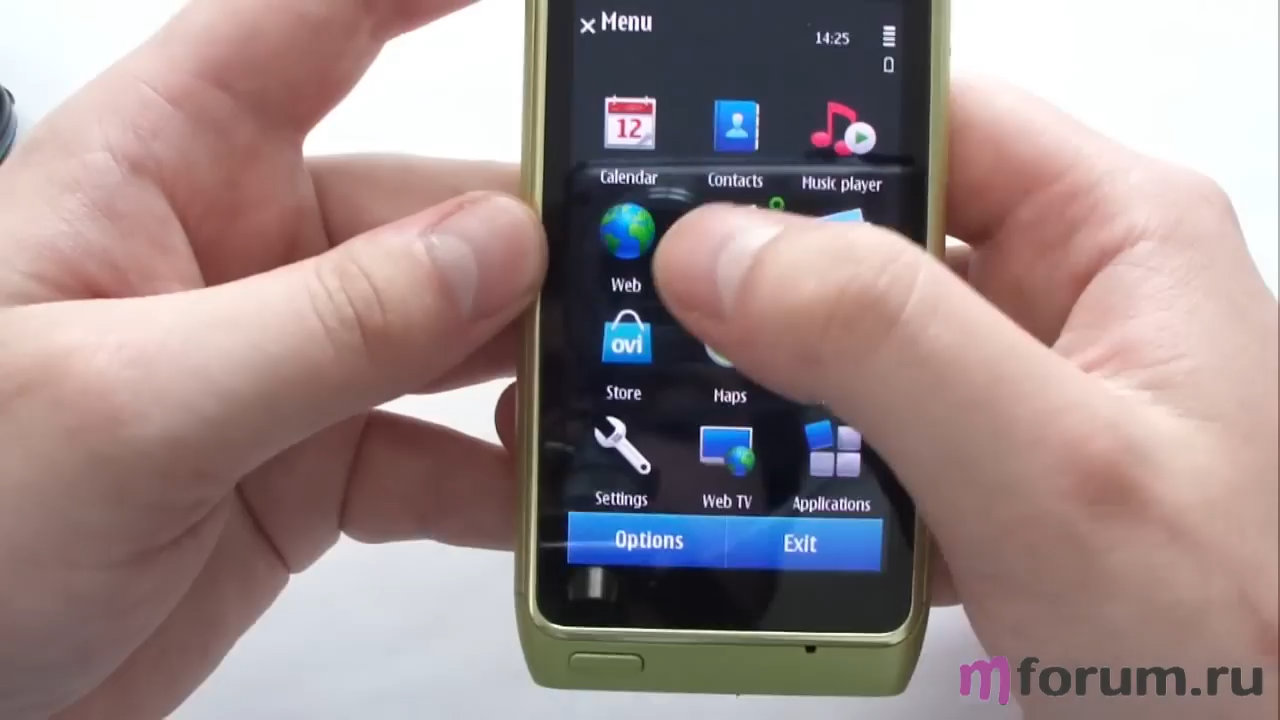 × Menu
14:25
12
Calendar Contacts Music player
Web
ovi
Store Maps
Settings Web TV Applications
Options Exit
mforum.ru